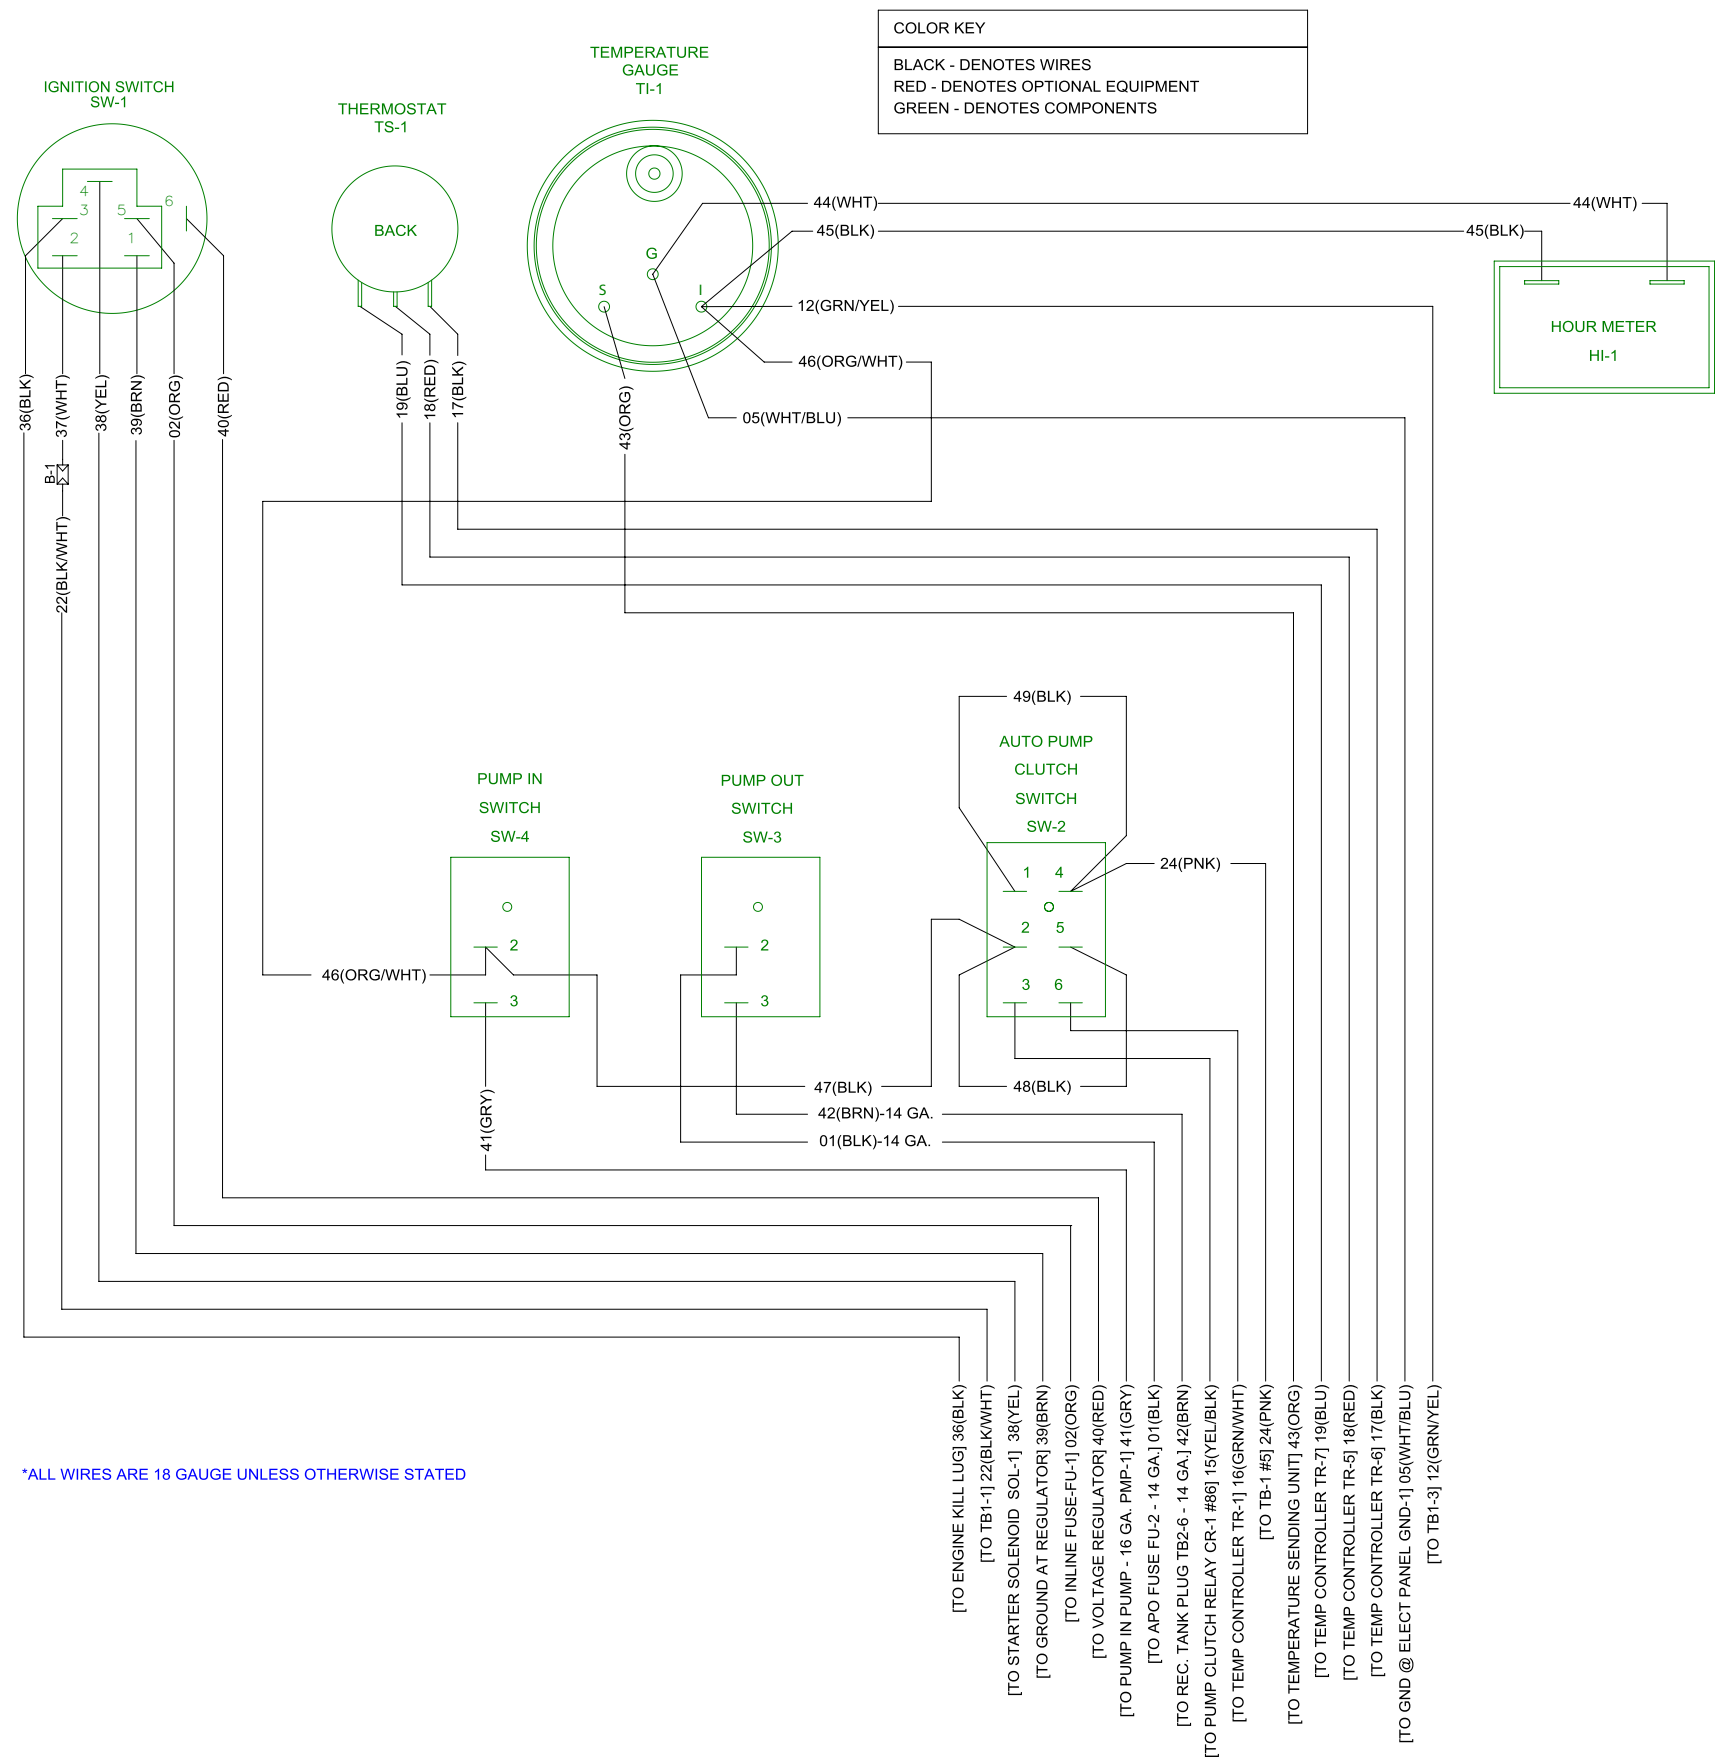 COLOR KEY
BLACK - DENOTES WIRES
RED - DENOTES OPTIONAL EQUIPMENT
GREEN - DENOTES COMPONENTS
IGNITION SWITCH
SW-1
4
3
5
6
2
1
THERMOSTAT
TS-1
BACK
TEMPERATURE
GAUGE
TI-1
G
S
I
44(WHT)
44(WHT)
45(BLK)
45(BLK)
12(GRN/YEL)
46(ORG/WHT)
05(WHT/BLU)
HOUR METER
HI-1
36(BLK)
37(WHT)
38(YEL)
39(BRN)
02(ORG)
40(RED)
19(BLU)
18(RED)
17(BLK)
43(ORG)
B-1
22(BLK/WHT)
49(BLK)
PUMP IN
SWITCH
SW-4
2
3
PUMP OUT
SWITCH
SW-3
2
3
AUTO PUMP
CLUTCH
SWITCH
SW-2
1 4
2 5
3 6
24(PNK)
46(ORG/WHT)
47(BLK)
48(BLK)
42(BRN)-14 GA.
01(BLK)-14 GA.
41(GRY)
[TO ENGINE KILL LUG] 36(BLK)
[TO TB1-1] 22(BLK/WHT)
[TO STARTER SOLENOID SOL-1] 38(YEL)
[TO GROUND AT REGULATOR] 39(BRN)
[TO INLINE FUSE-FU-1] 02(ORG)
[TO VOLTAGE REGULATOR] 40(RED)
[TO PUMP IN PUMP - 16 GA. PMP-1] 41(GRY)
[TO APO FUSE FU-2 - 14 GA.] 01(BLK)
[TO REC. TANK PLUG TB2-6 - 14 GA.] 42(BRN)
[TO PUMP CLUTCH RELAY CR-1 #86] 15(YEL/BLK)
[TO TEMP CONTROLLER TR-1] 16(GRN/WHT)
[TO TB-1 #5] 24(PNK)
[TO TEMPERATURE SENDING UNIT] 43(ORG)
[TO TEMP CONTROLLER TR-7] 19(BLU)
[TO TEMP CONTROLLER TR-5] 18(RED)
[TO TEMP CONTROLLER TR-6] 17(BLK)
[TO GND @ ELECT PANEL GND-1] 05(WHT/BLU)
[TO TB1-3] 12(GRN/YEL)
*ALL WIRES ARE 18 GAUGE UNLESS OTHERWISE STATED